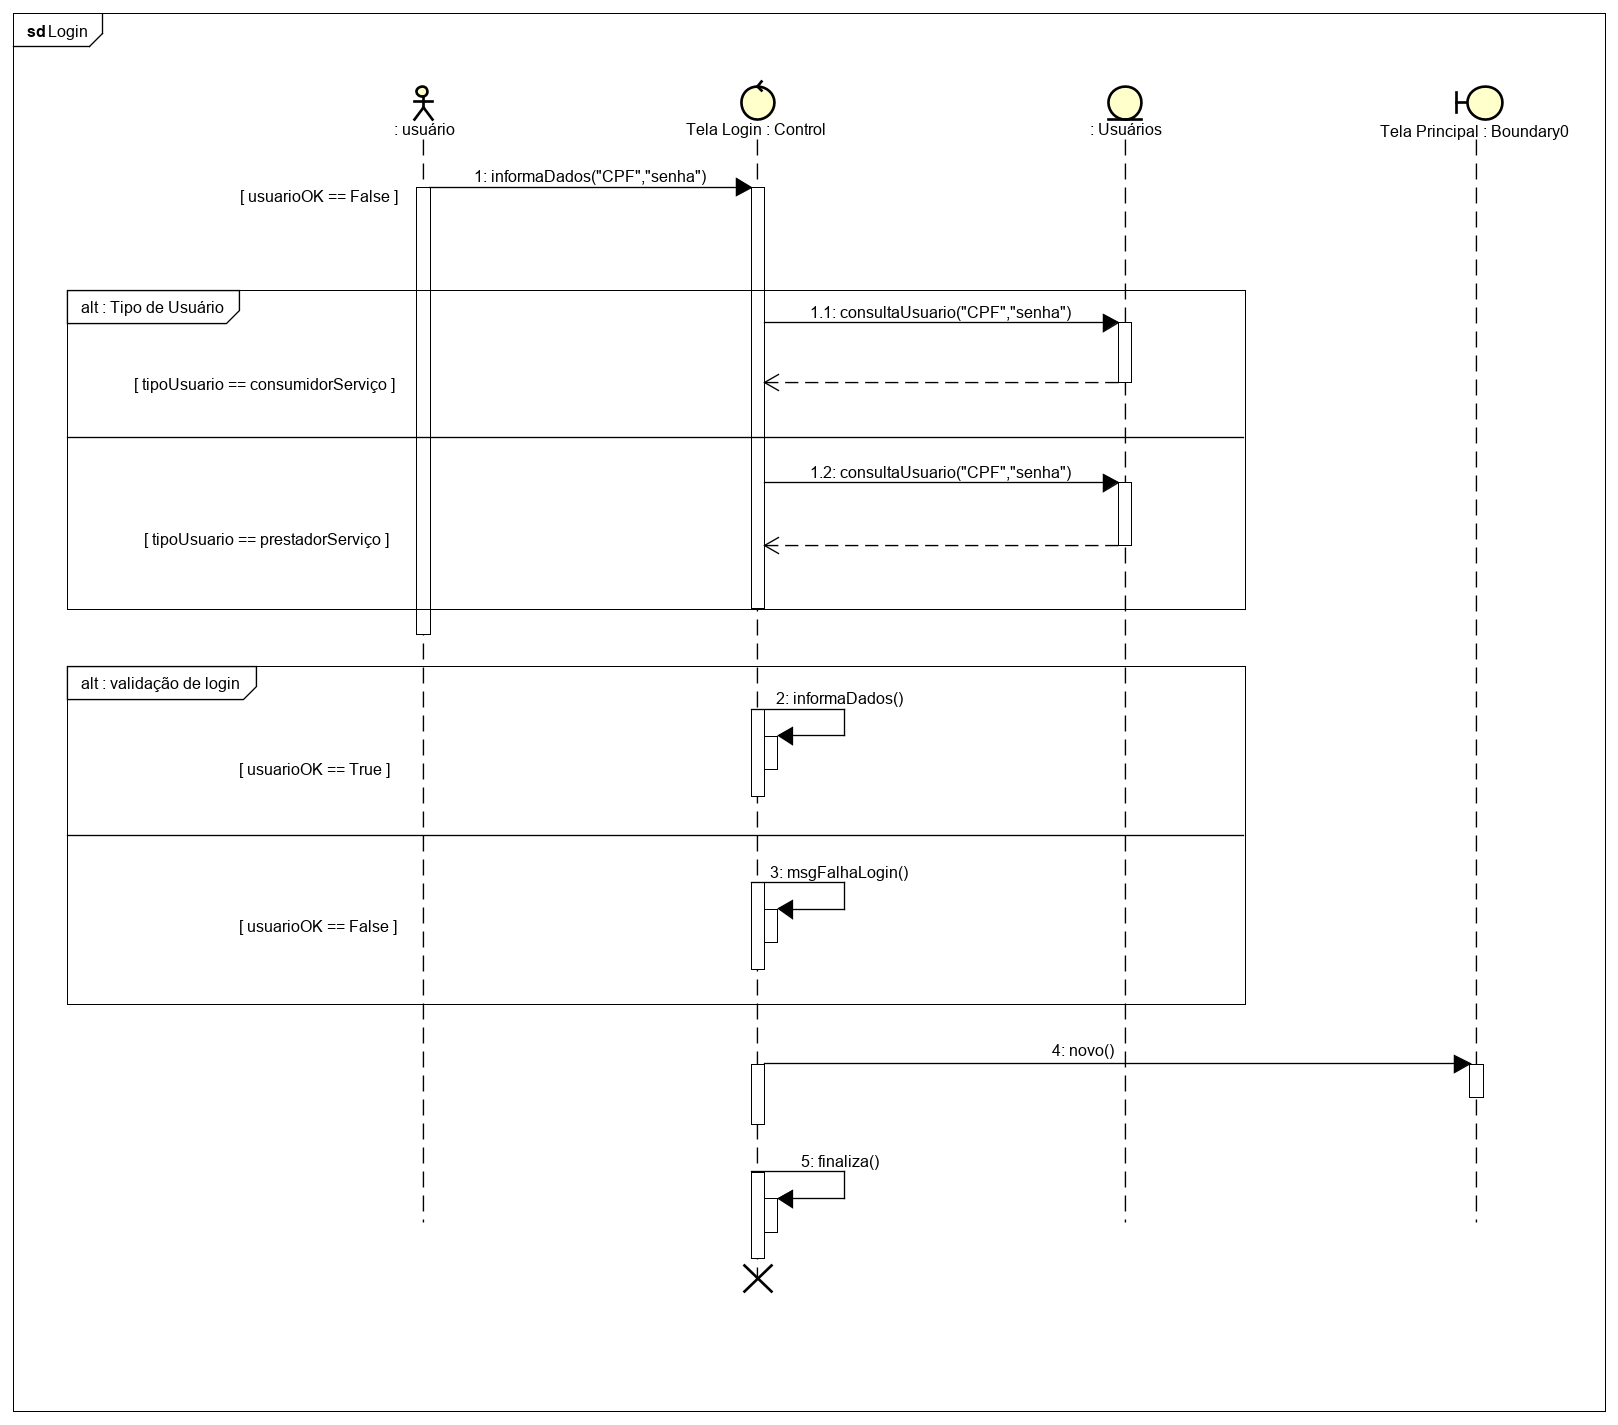 sd Login
: usuário
Tela Login : Control
: Usuários
Tela Principal : Boundary0
1: informaDados("CPF","senha")
[ usuarioOK == False ]
alt : Tipo de Usuário
1.1: consultaUsuario("CPF","senha")
[ tipoUsuario == consumidorServiço ]
1.2: consultaUsuario("CPF","senha")
[ tipoUsuario == prestadorServiço ]
alt : validação de login
2: informaDados()
[ usuarioOK == True ]
3: msgFalhaLogin()
[ usuarioOK == False ]
4: novo()
5: finaliza()